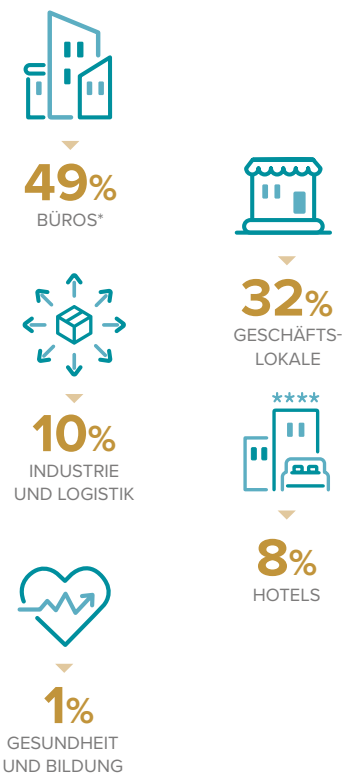 49%
BÜROS*
32%
GESCHÄFTS-
LOKALE
10%
INDUSTRIE
UND LOGISTIK
****
8%
HOTELS
1%
GESUNDHEIT
UND BILDUNG